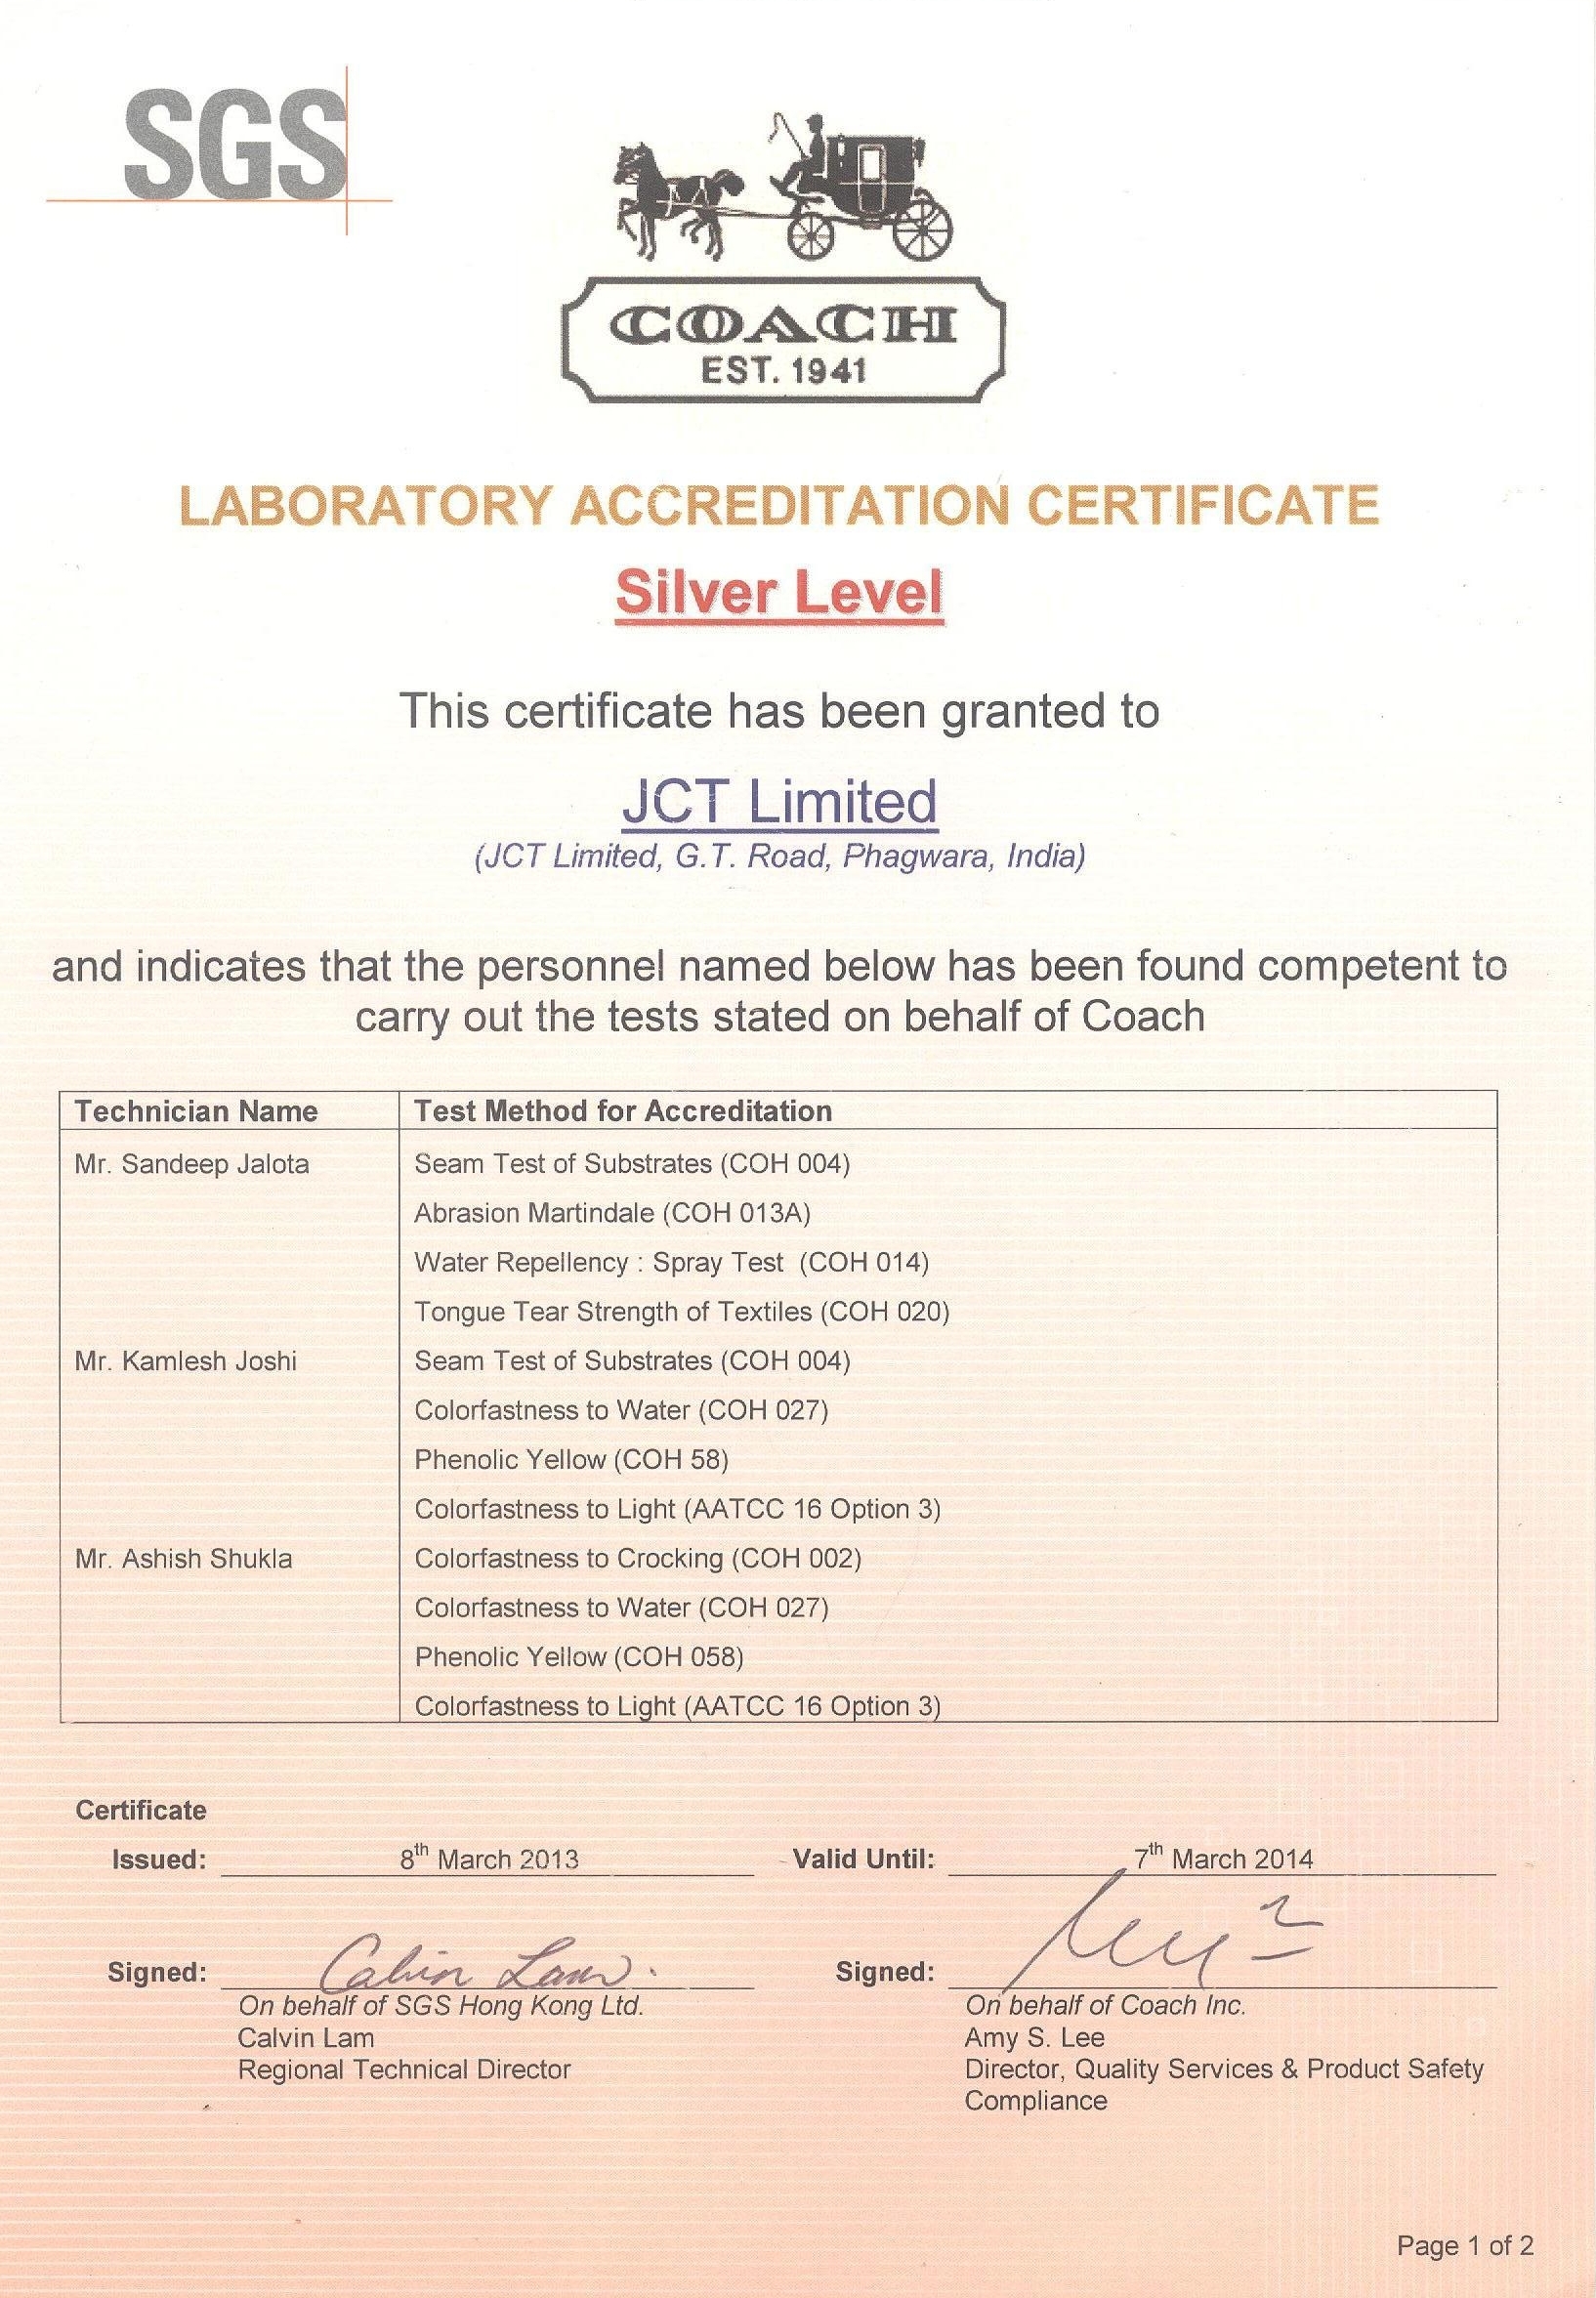 SGS
COACH
EST. 1941
LABORATORY ACCREDITATION CERTIFICATE
Silver Level
This certificate has been granted to
JCT Limited
(JCT Limited, G.T. Road, Phagwara, India)
and indicates that the personnel named below has been found competent to
carry out the tests stated on behalf of Coach
Technician Name Test Method for Accreditation
Mr. Sandeep Jalota Seam Test of Substrates (COH 004)
Abrasion Martindale (COH 013A)
Water Repellency : Spray Test (COH 014)
Tongue Tear Strength of Textiles (COH 020)
Mr. Kamlesh Joshi Seam Test of Substrates (COH 004)
Colorfastness to Water (COH 027)
Phenolic Yellow (COH 58)
Colorfastness to Light (AATCC 16 Option 3)
Mr. Ashish Shukla Colorfastness to Crocking (COH 002)
Colorfastness to Water (COH 027)
Phenolic Yellow (COH 058)
Colorfastness to Light (AATCC 16 Option 3)
Certificate
Issued: 8th March 2013 Valid Until: 7th March 2014
Signed: Calvin Lam Signed:
On behalf of SGS Hong Kong Ltd. On behalf of Coach Inc.
Calvin Lam Amy S. Lee
Regional Technical Director Director, Quality Services & Product Safety
Compliance
Page 1 of 2